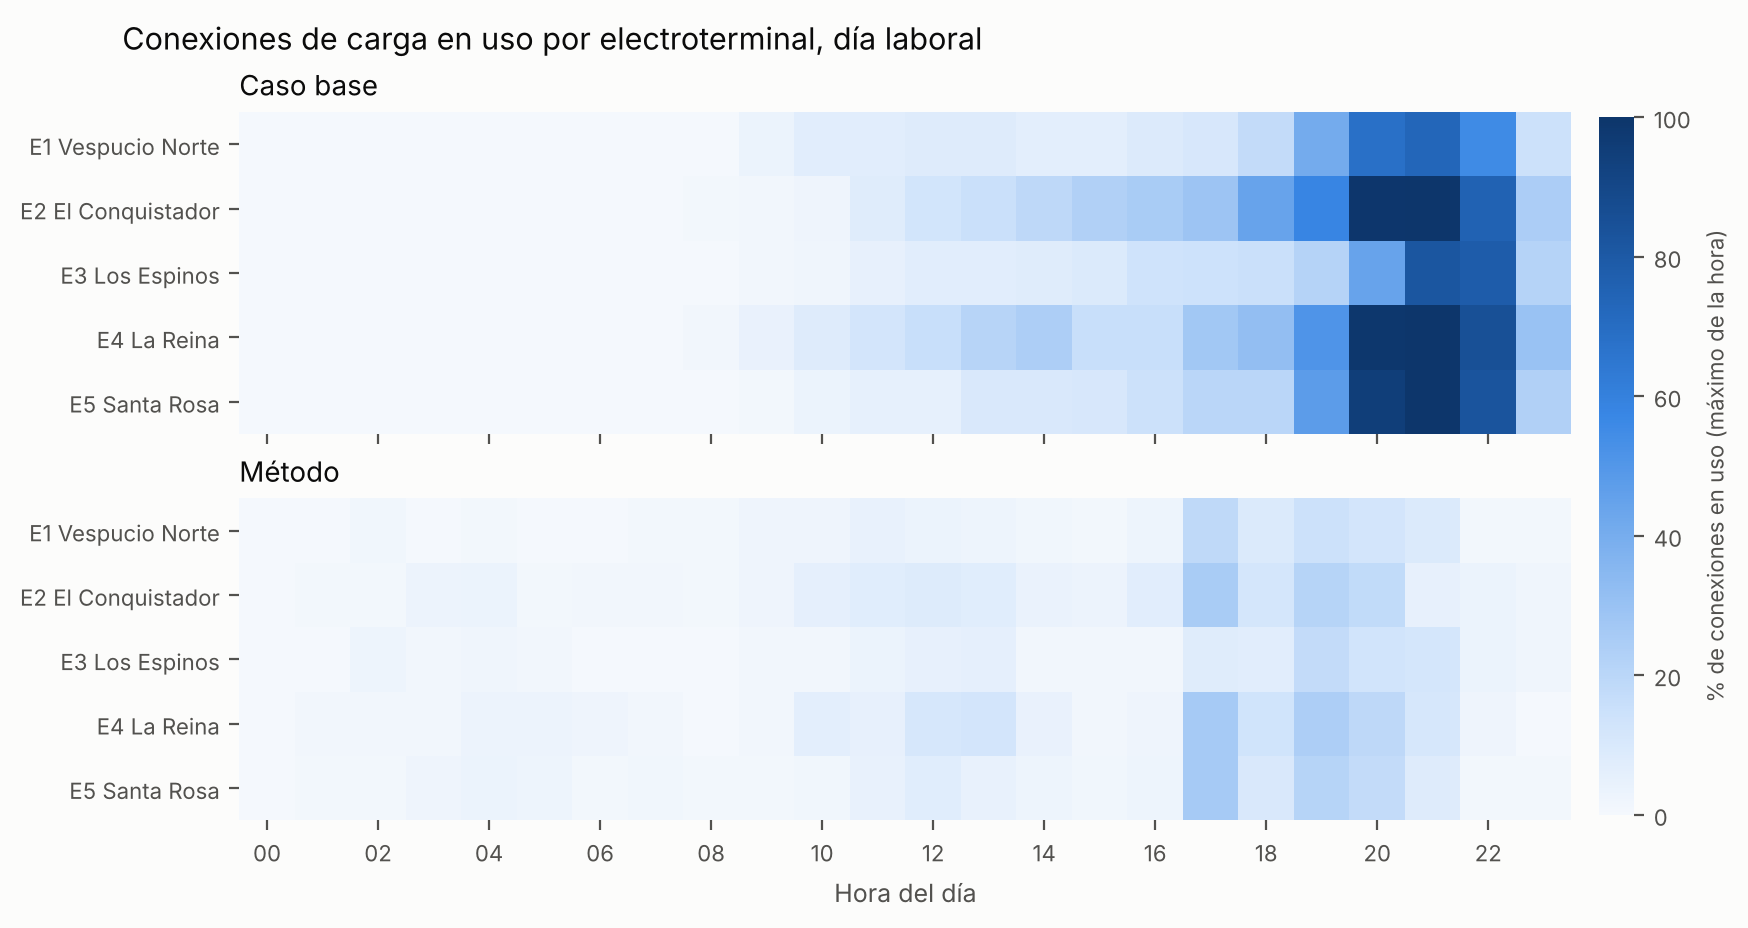 Conexiones de carga en uso por electroterminal, día laboral
Caso base
E1 Vespucio Norte
E2 El Conquistador
E3 Los Espinos
E4 La Reina
E5 Santa Rosa
Método
E1 Vespucio Norte
E2 El Conquistador
E3 Los Espinos
E4 La Reina
E5 Santa Rosa
00 02 04 06 08 10 12 14 16 18 20 22
Hora del día
100
80
60
40
20
0
% de conexiones en uso (máximo de la hora)